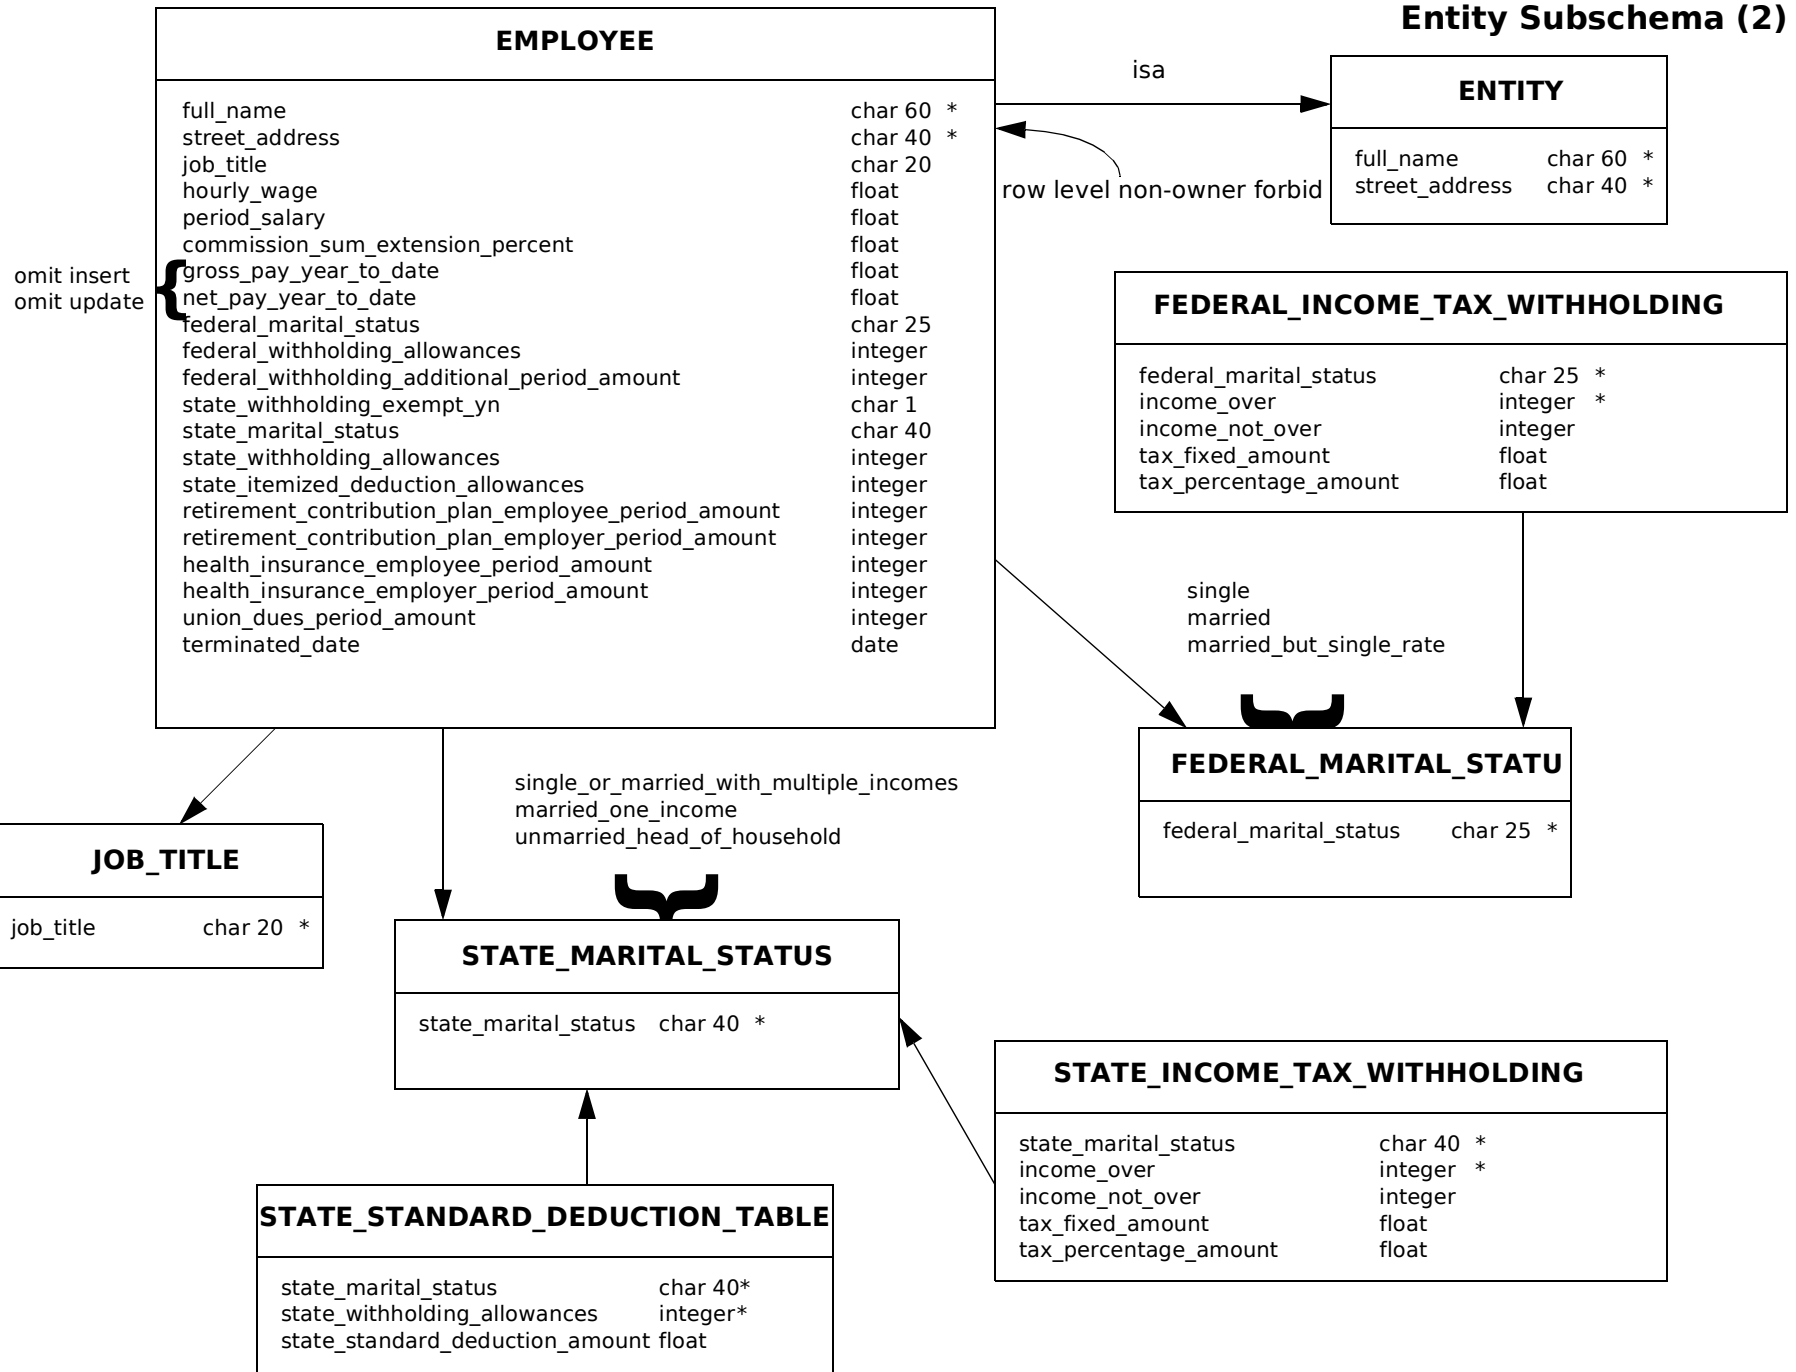 Entity Subschema (2)
EMPLOYEE
full_name char 60 *
street_address char 40 *
job_title char 20
hourly_wage float
period_salary float
commission_sum_extension_percent float
gross_pay_year_to_date float
net_pay_year_to_date float
federal_marital_status char 25
federal_withholding_allowances integer
federal_withholding_additional_period_amount integer
state_withholding_exempt_yn char 1
state_marital_status char 40
state_withholding_allowances integer
state_itemized_deduction_allowances integer
retirement_contribution_plan_employee_period_amount integer
retirement_contribution_plan_employer_period_amount integer
health_insurance_employee_period_amount integer
health_insurance_employer_period_amount integer
union_dues_period_amount integer
terminated_date date
omit insert
omit update
{
isa
row level non-owner forbid
ENTITY
full_name char 60 *
street_address char 40 *
FEDERAL_INCOME_TAX_WITHHOLDING
federal_marital_status char 25 *
income_over integer *
income_not_over integer
tax_fixed_amount float
tax_percentage_amount float
single
married
married_but_single_rate
}
FEDERAL_MARITAL_STATU
federal_marital_status char 25 *
JOB_TITLE
job_title char 20 *
single_or_married_with_multiple_incomes
married_one_income
unmarried_head_of_household
}
STATE_MARITAL_STATUS
state_marital_status char 40 *
STATE_INCOME_TAX_WITHHOLDING
state_marital_status char 40 *
income_over integer *
income_not_over integer
tax_fixed_amount float
tax_percentage_amount float
STATE_STANDARD_DEDUCTION_TABLE
state_marital_status char 40*
state_withholding_allowances integer*
state_standard_deduction_amount float